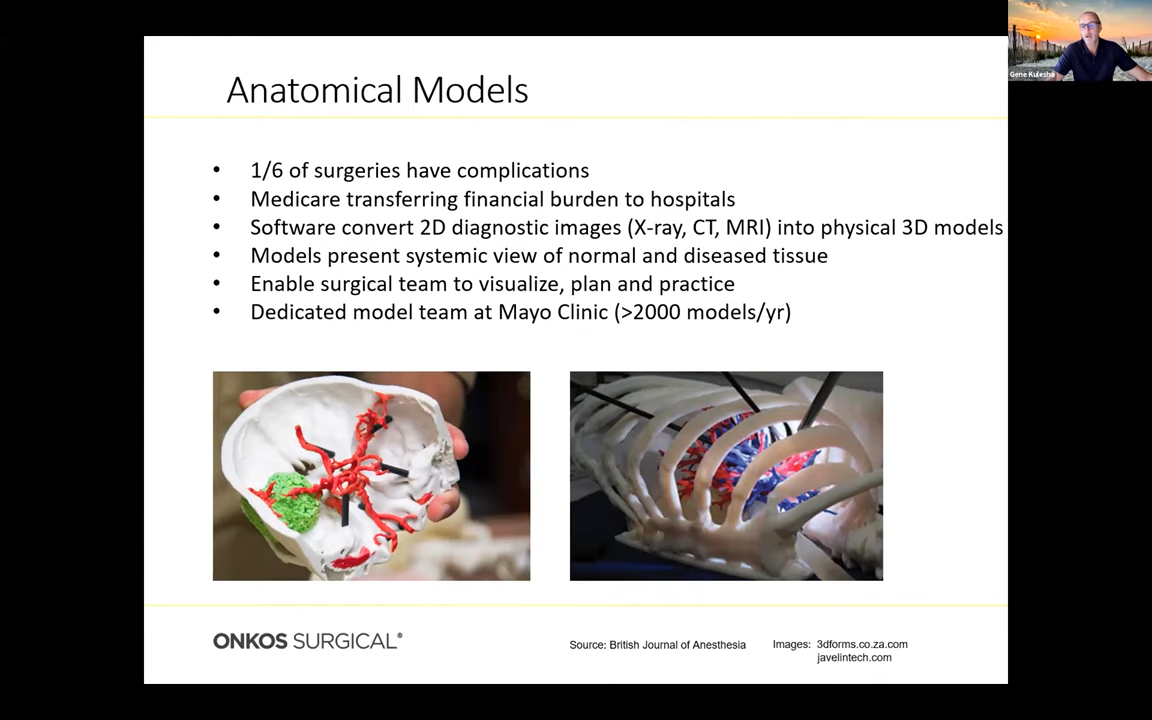 Gene Kulesha
Anatomical Models
• 1/6 of surgeries have complications
• Medicare transferring financial burden to hospitals
• Software convert 2D diagnostic images (X-ray, CT, MRI) into physical 3D models
• Models present systemic view of normal and diseased tissue
• Enable surgical team to visualize, plan and practice
• Dedicated model team at Mayo Clinic (>2000 models/yr)
ONKOS SURGICAL®
Source: British Journal of Anesthesia
Images: 3dforms.co.za.com
javelintech.com